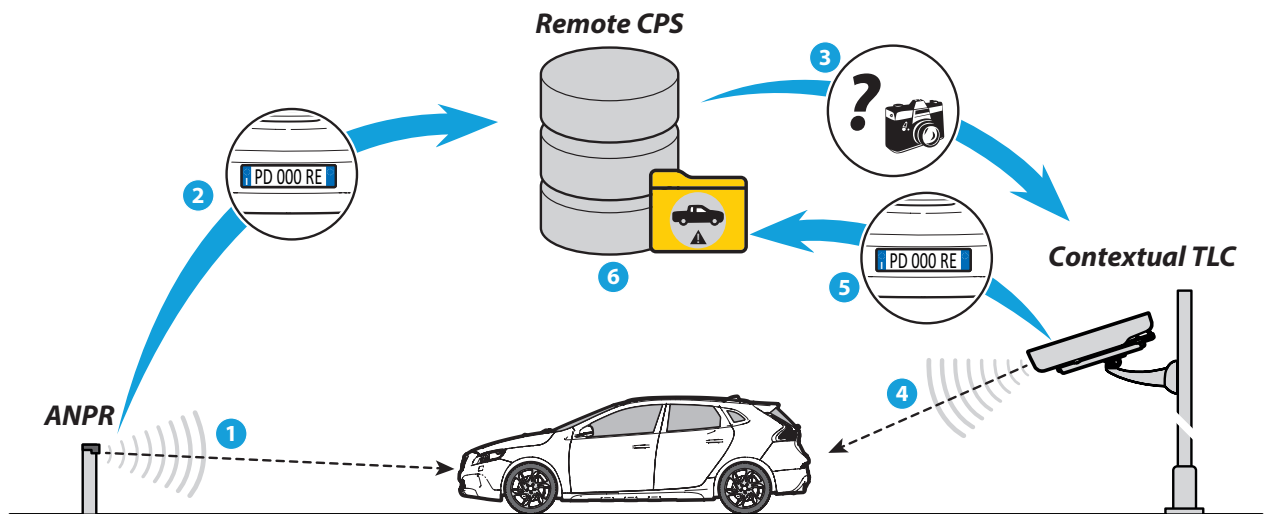 Remote CPS
3
2
I PD 000 RE
Contextual TLC
I PD 000 RE
6
5
4
ANPR
1